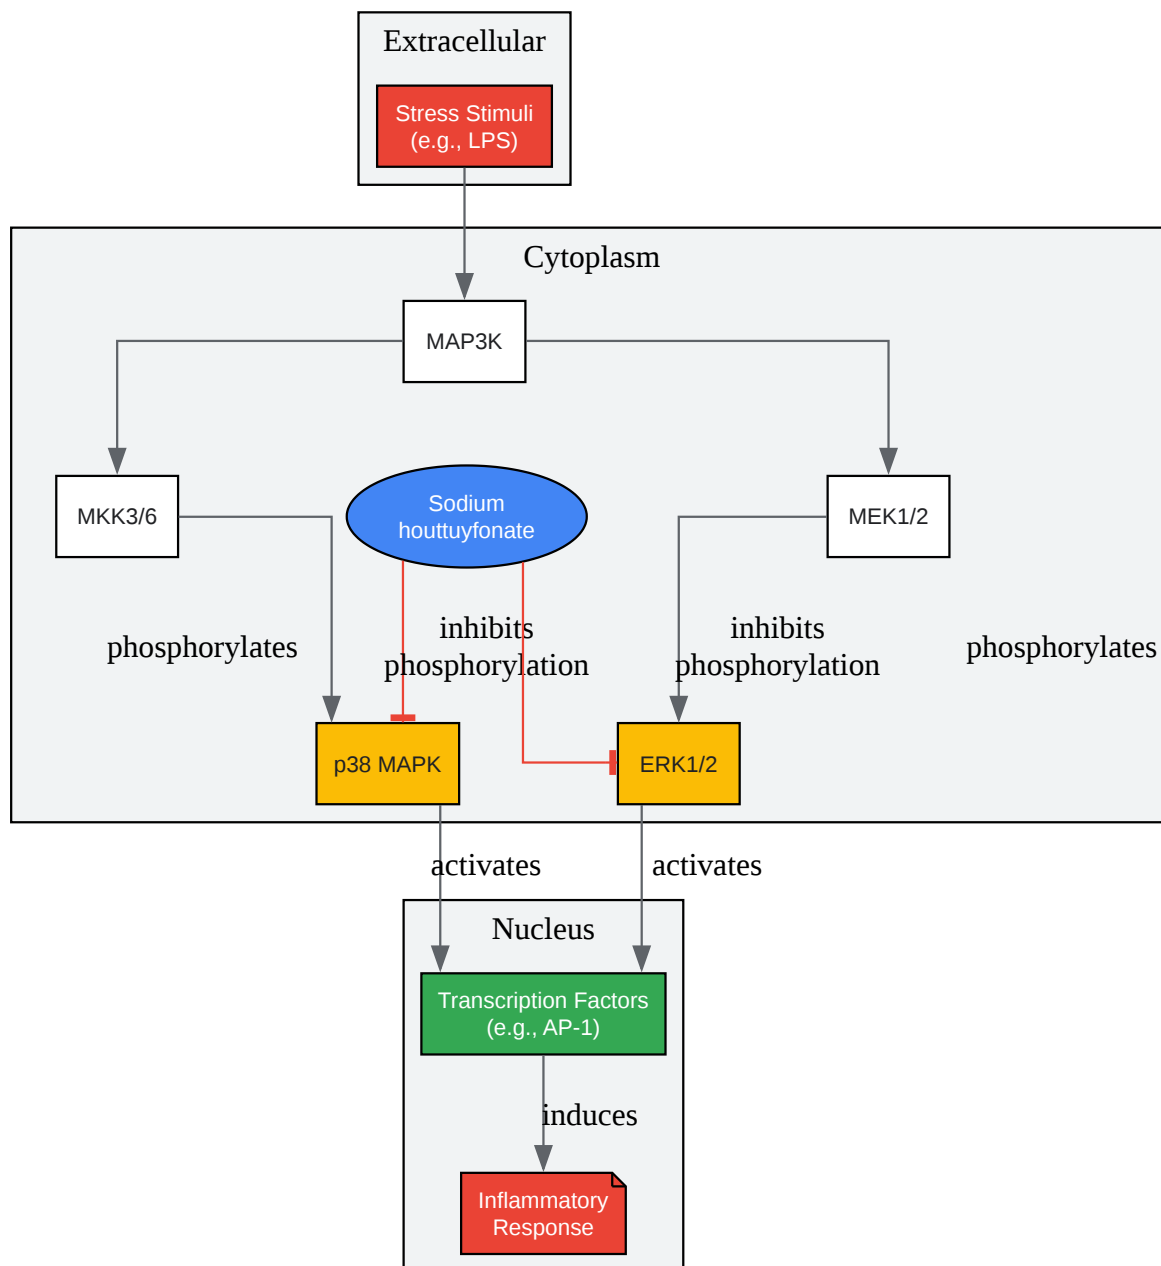 Extracellular
Stress Stimuli
(e.g., LPS)
Cytoplasm
MAP3K
MKK3/6
Sodium
houttuyfonate
MEK1/2
phosphorylates
inhibits
phosphorylation
inhibits
phosphorylation
phosphorylates
p38 MAPK
ERK1/2
activates
activates
Nucleus
Transcription Factors
(e.g., AP-1)
induces
Inflammatory
Response